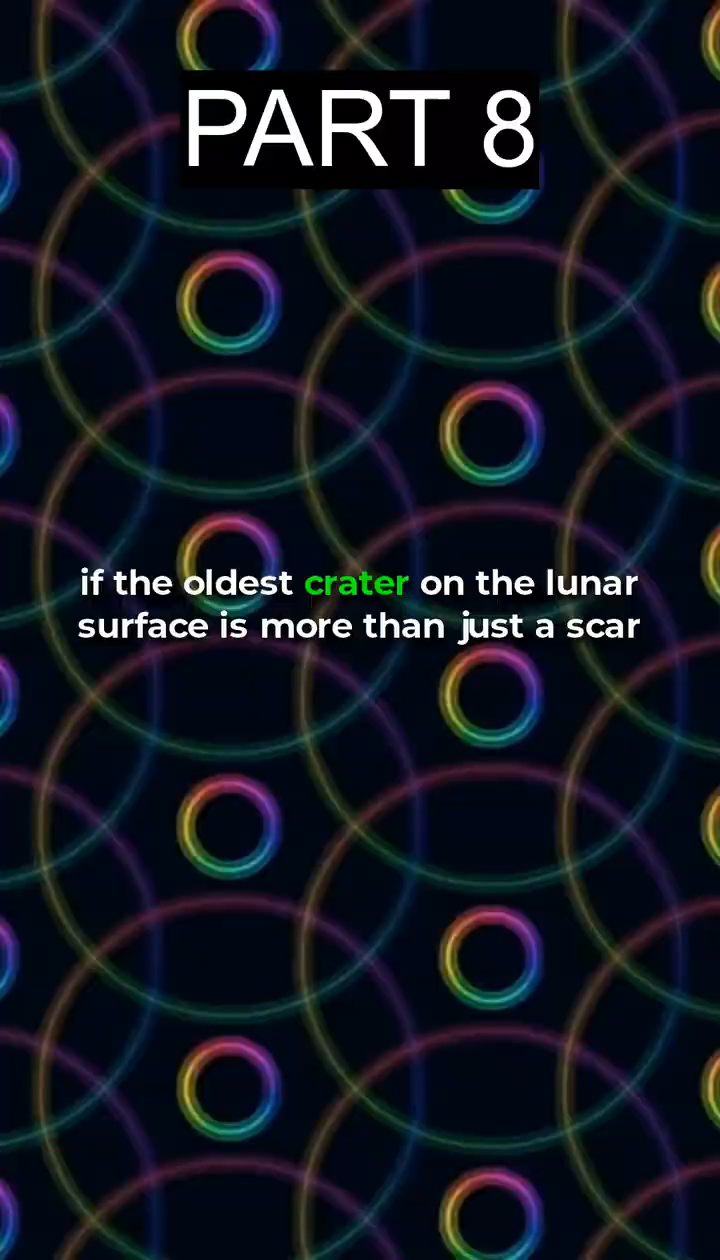 PART 8
if the oldest crater on the lunar
surface is more than just a scar